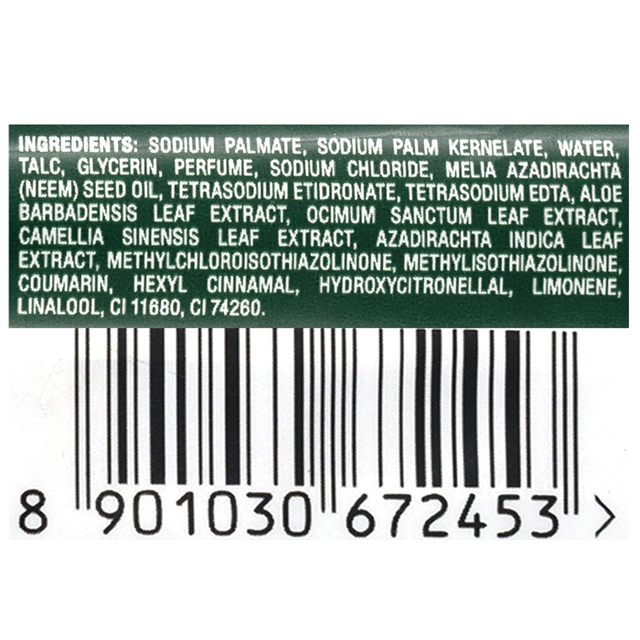 INGREDIENTS: SODIUM PALMATE, SODIUM PALM KERNELATE, WATER,
TALC, GLYCERIN, PERFUME, SODIUM CHLORIDE, MELIA AZADIRACHTA
(NEEM) SEED OIL, TETRASODIUM ETIDRONATE, TETRASODIUM EDTA, ALOE
BARBADENSIS LEAF EXTRACT, OCIMUM SANCTUM LEAF EXTRACT,
CAMELLIA SINENSIS LEAF EXTRACT, AZADIRACHTA INDICA LEAF
EXTRACT, METHYLCHLOROISOTHIAZOLINONE, METHYLISOTHIAZOLINONE,
COUMARIN, HEXYL CINNAMAL, HYDROXYCITRONELLAL, LIMONENE,
LINALOOL, CI 11680, CI 74260.
8 901030 672453 >